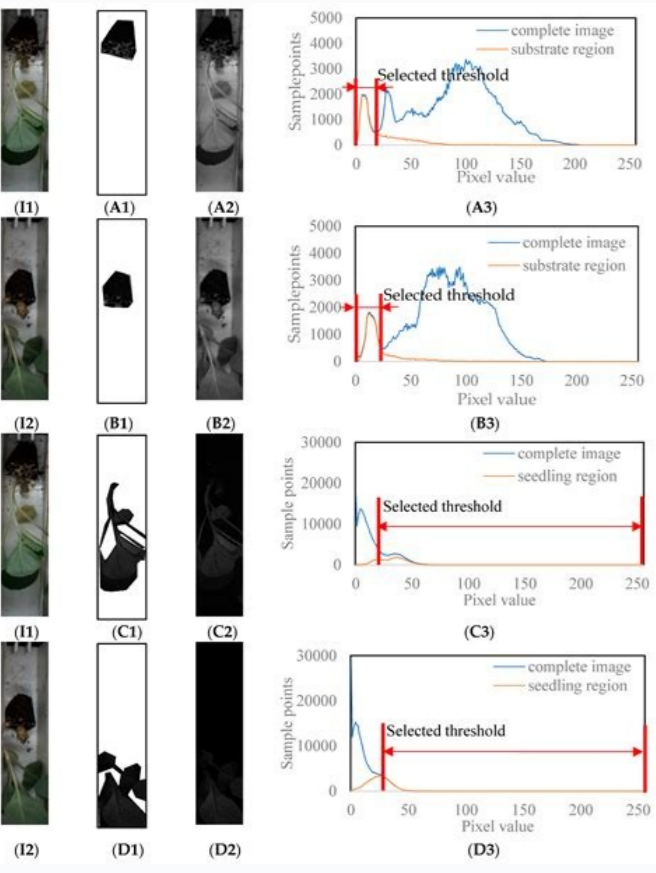 5000
4000
3000
2000
1000
0
Samplepoints
complete image
substrate region
Selected threshold
0 50 100 150 200 250
Pixel value
(I1) (A1) (A2) (A3)
5000
4000
3000
2000
1000
0
Samplepoints
complete image
substrate region
Selected threshold
0 50 100 150 200 250
Pixel value
(I2) (B1) (B2) (B3)
30000
20000
10000
0
Sample points
complete image
seedling region
Selected threshold
0 50 100 150 200 250
Pixel value
(I1) (C1) (C2) (C3)
30000
20000
10000
0
Sample points
complete image
seedling region
Selected threshold
0 50 100 150 200 250
Pixel value
(I2) (D1) (D2) (D3)